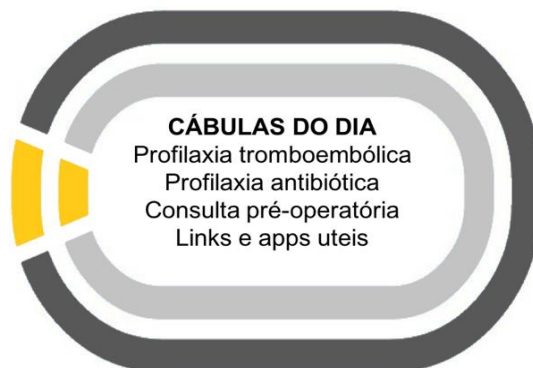 CÁBULAS DO DIA
Profilaxia tromboembólica
Profilaxia antibiótica
Consulta pré-operatória
Links e apps uteis